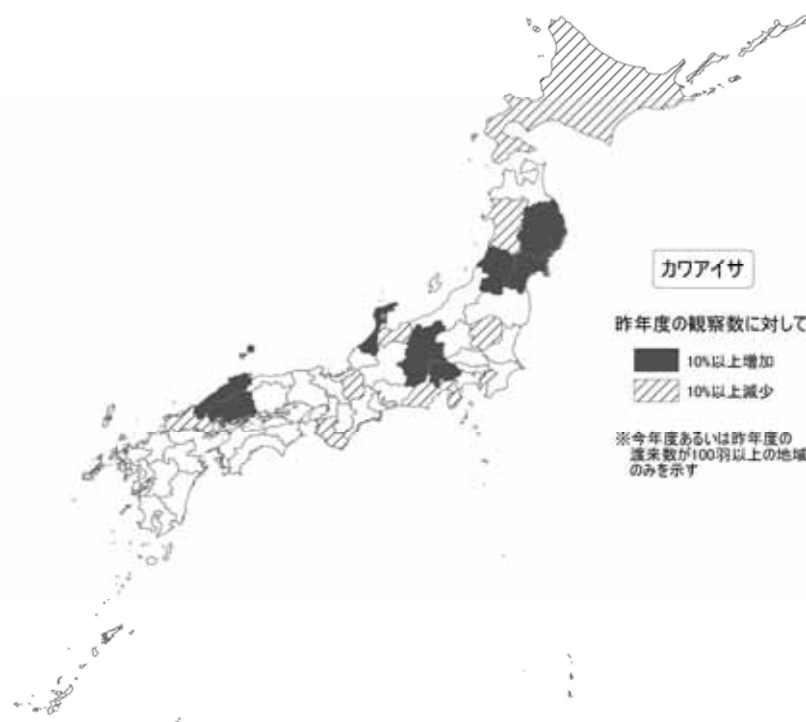 カワアイサ
昨年度の観察数に対して
10%以上増加
10%以上減少
※今年度あるいは昨年度の
渡来数が100羽以上の地域
のみを示す